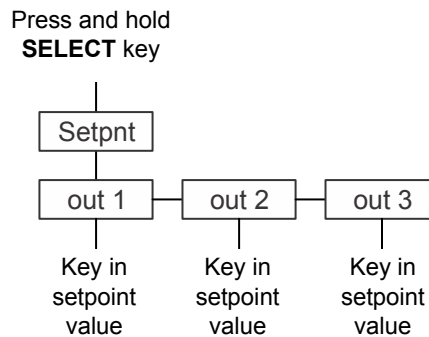 Press and hold
SELECT key
Setpnt
out 1
out 2
out 3
Key in
setpoint
value
Key in
setpoint
value
Key in
setpoint
value